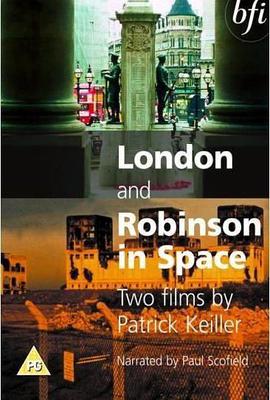 bfi
London
and
Robinson
in Space
Two films by
Patrick Keiller
Narrated by Paul Scofield
PG